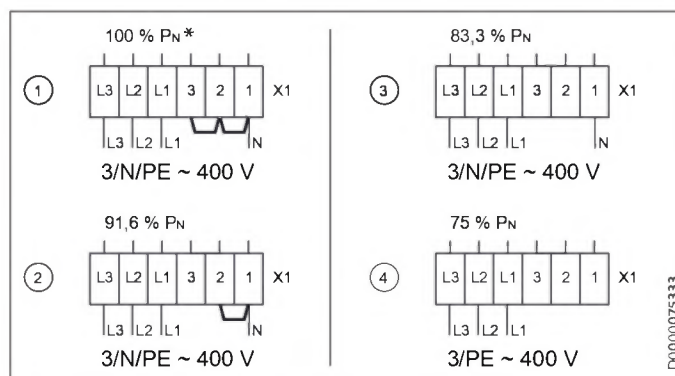 100 % PN*
1
L3 L2 L1 3 2 1 X1
L3 L2 L1 N
3/N/PE ~ 400 V
91,6 % PN
2
L3 L2 L1 3 2 1 X1
L3 L2 L1 N
3/N/PE ~ 400 V
83,3 % PN
3
L3 L2 L1 3 2 1 X1
L3 L2 L1 N
3/N/PE ~ 400 V
75 % PN
4
L3 L2 L1 3 2 1 X1
L3 L2 L1
3/PE ~ 400 V
D0000075333